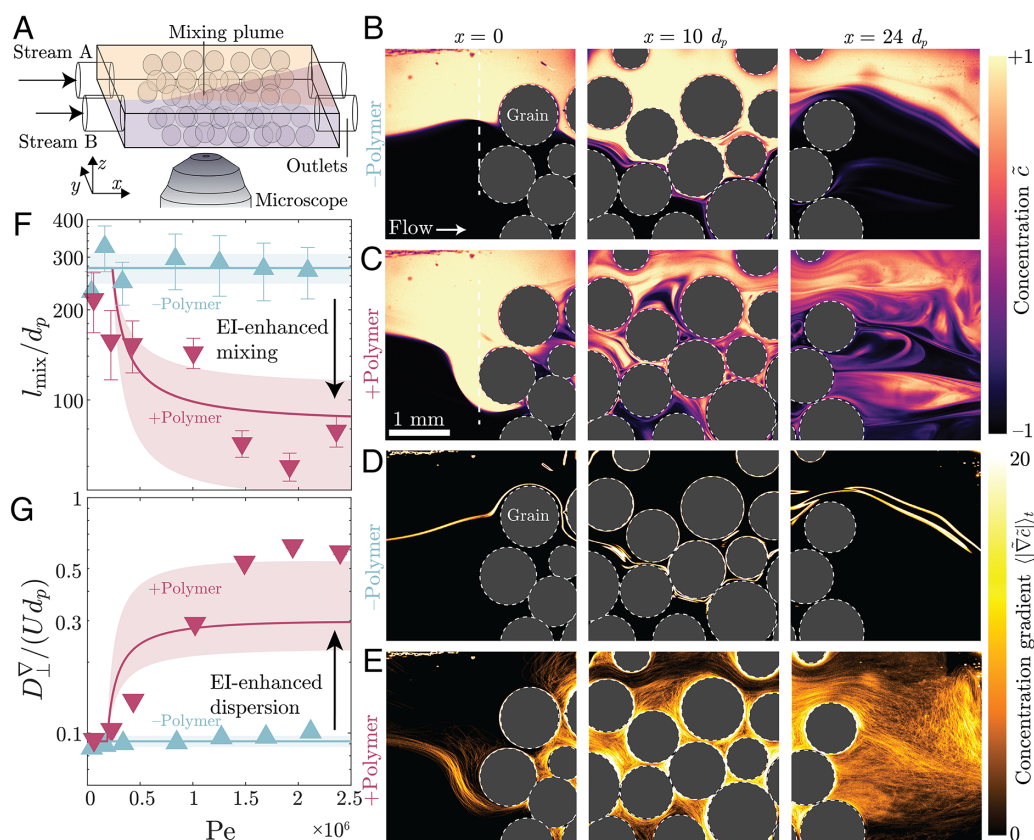 A
Mixing plume
Stream A
Stream B
Outlets
z
y
x
Microscope
B
x = 0
x = 10 d_p
x = 24 d_p
−Polymer
Grain
Flow
C
+Polymer
1 mm
+1
Concentration c̃
−1
D
−Polymer
Grain
E
+Polymer
20
Concentration gradient ⟨|∇̃c̃|⟩_t
0
F
l_mix/d_p
400
300
200
100
−Polymer
EI-enhanced
mixing
+Polymer
G
D_⊥^∇/(U d_p)
1
0.5
0.3
0.1
+Polymer
EI-enhanced
dispersion
−Polymer
0 0.5 1.0 1.5 2.0 2.5
Pe
×10^6